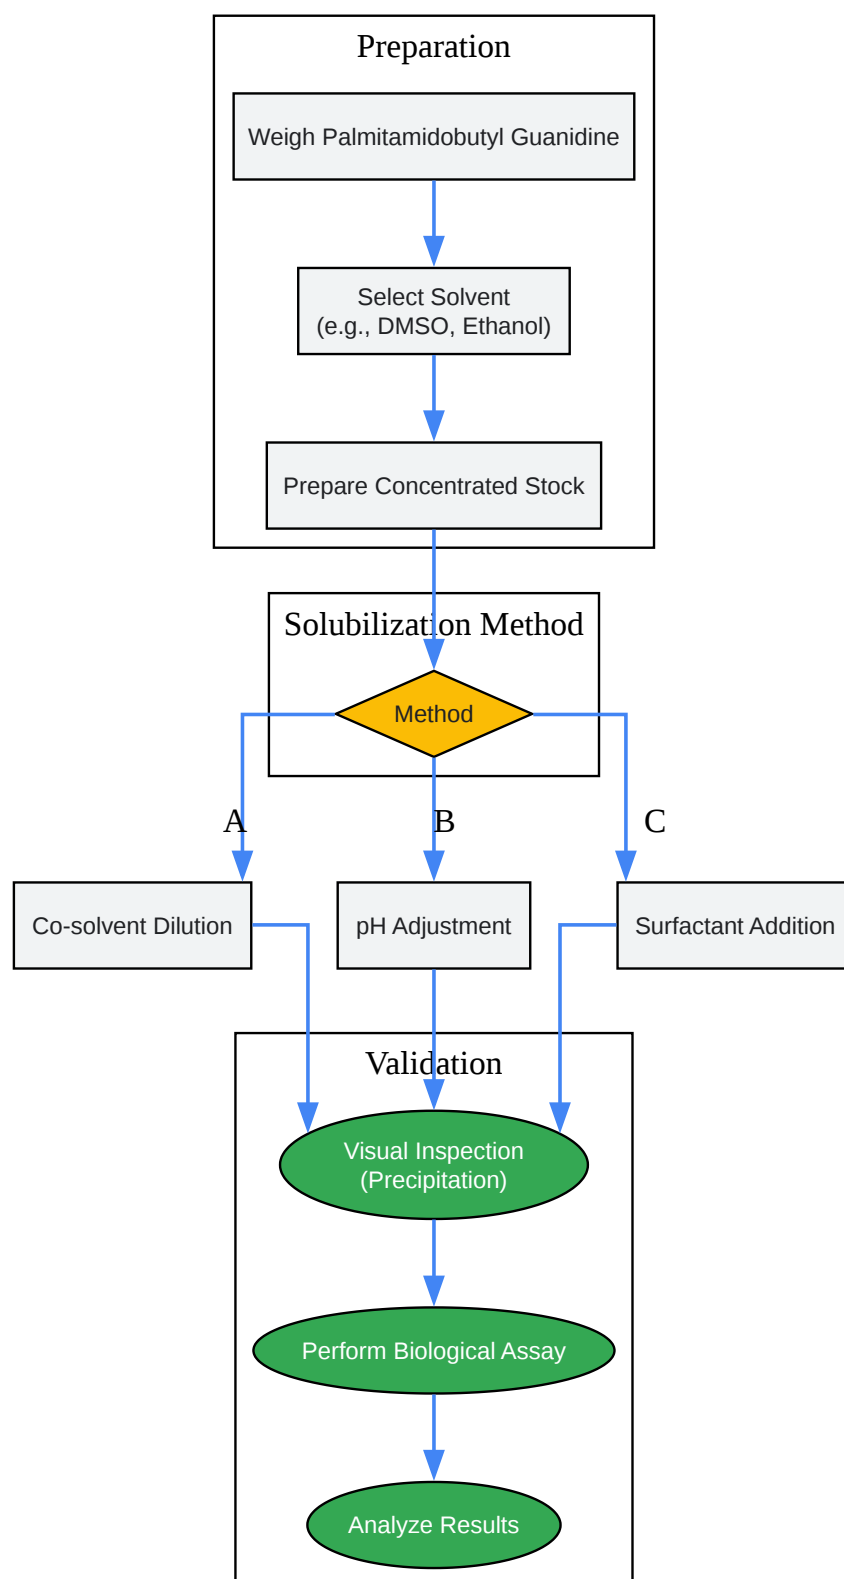 Preparation
Weigh Palmitamidobutyl Guanidine
Select Solvent
(e.g., DMSO, Ethanol)
Prepare Concentrated Stock
Solubilization Method
Method
A
B
C
Co-solvent Dilution
pH Adjustment
Surfactant Addition
Validation
Visual Inspection
(Precipitation)
Perform Biological Assay
Analyze Results